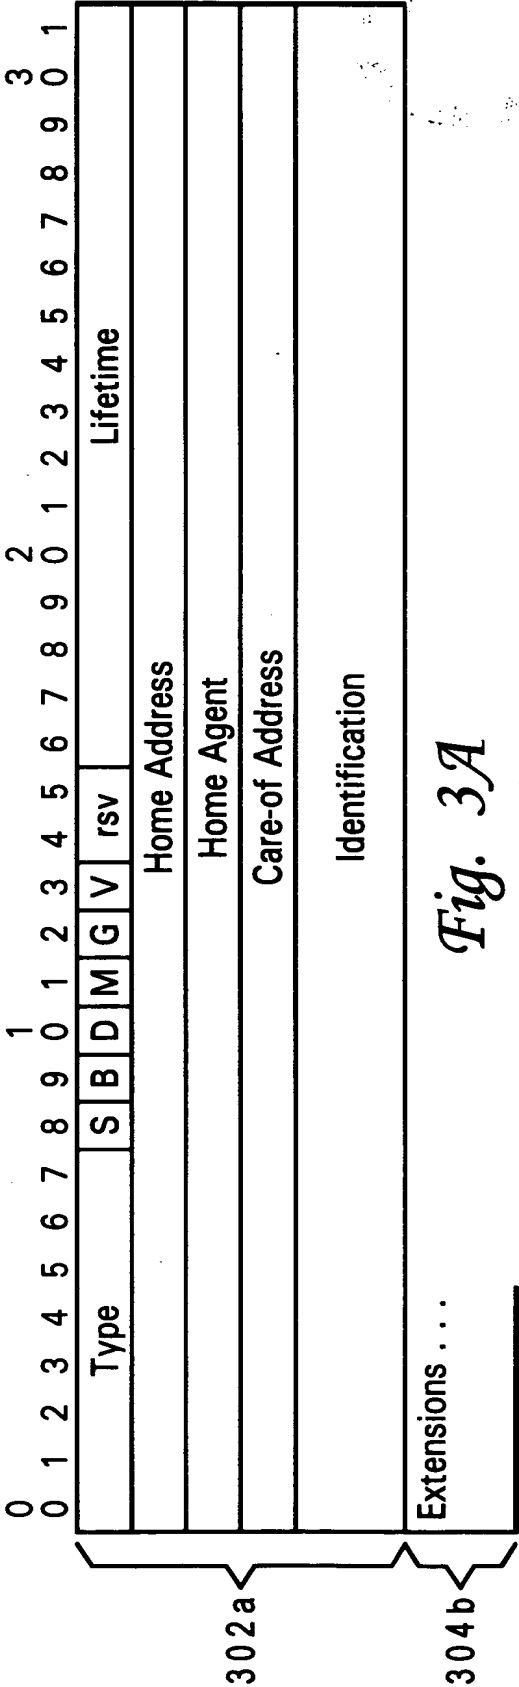 0 1 2 3
0 1 2 3 4 5 6 7 8 9 0 1 2 3 4 5 6 7 8 9 0 1 2 3 4 5 6 7 8 9 0 1
Type S B D M G V rsv Lifetime
Home Address
Home Agent
Care-of Address
Identification
Extensions . . .
302a
304b
Fig. 3A